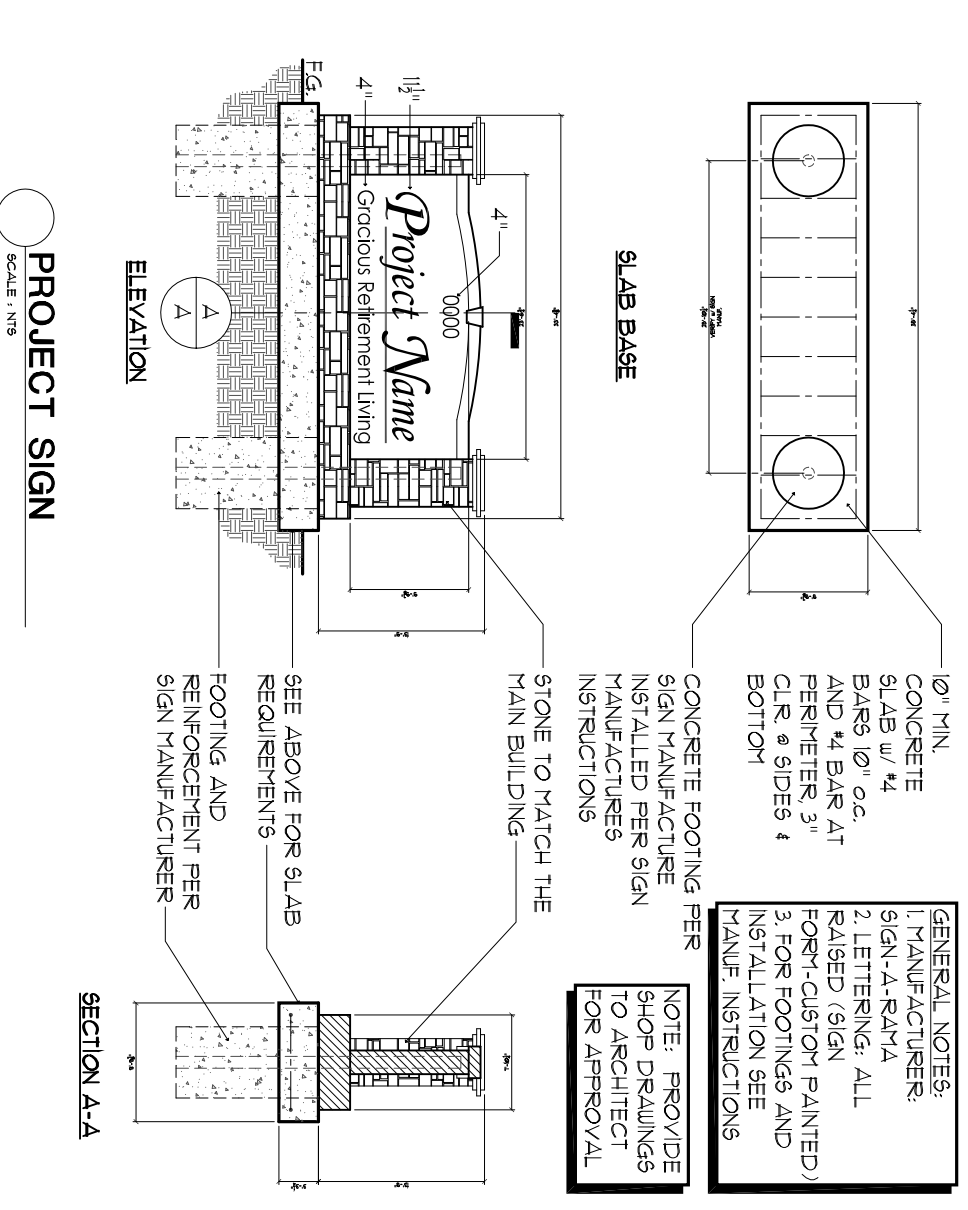 10" MIN.
CONCRETE
SLAB w/ #4
BARS 10" o.c.
AND #4 BAR AT
PERIMETER, 3"
CLR. @ SIDES &
BOTTOM
GENERAL NOTES:
1. MANUFACTURER:
SIGN-A-RAMA
2. LETTERING: ALL
RAISED (SIGN
FORM-CUSTOM PAINTED)
3. FOR FOOTINGS AND
INSTALLATION SEE
MANUF. INSTRUCTIONS
SLAB BASE
CONCRETE FOOTING PER
SIGN MANUFACTURE
INSTALLED PER SIGN
MANUFACTURES
INSTRUCTIONS
NOTE: PROVIDE
SHOP DRAWINGS
TO ARCHITECT
FOR APPROVAL
STONE TO MATCH THE
MAIN BUILDING
4"
0000
11½"
Project Name
4"
Gracious Retirement Living
F.G.
SEE ABOVE FOR SLAB
REQUIREMENTS
FOOTING AND
REINFORCEMENT PER
SIGN MANUFACTURER
A
A
ELEVATION
SECTION A-A
PROJECT SIGN
SCALE : NTS